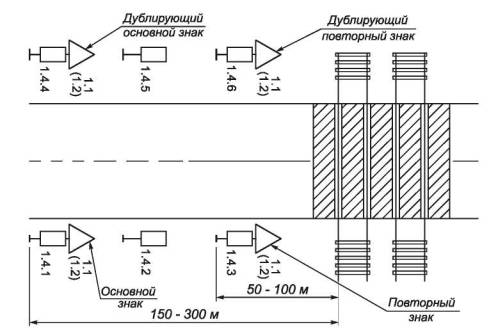 Дублирующий
основной знак
Дублирующий
повторный знак
1.4.4
1.1
(1.2)
1.4.5
1.4.6
1.1
(1.2)
1.4.1
1.1
(1.2)
1.4.2
1.4.3
1.1
(1.2)
Основной
знак
50 - 100 м
Повторный
знак
150 - 300 м